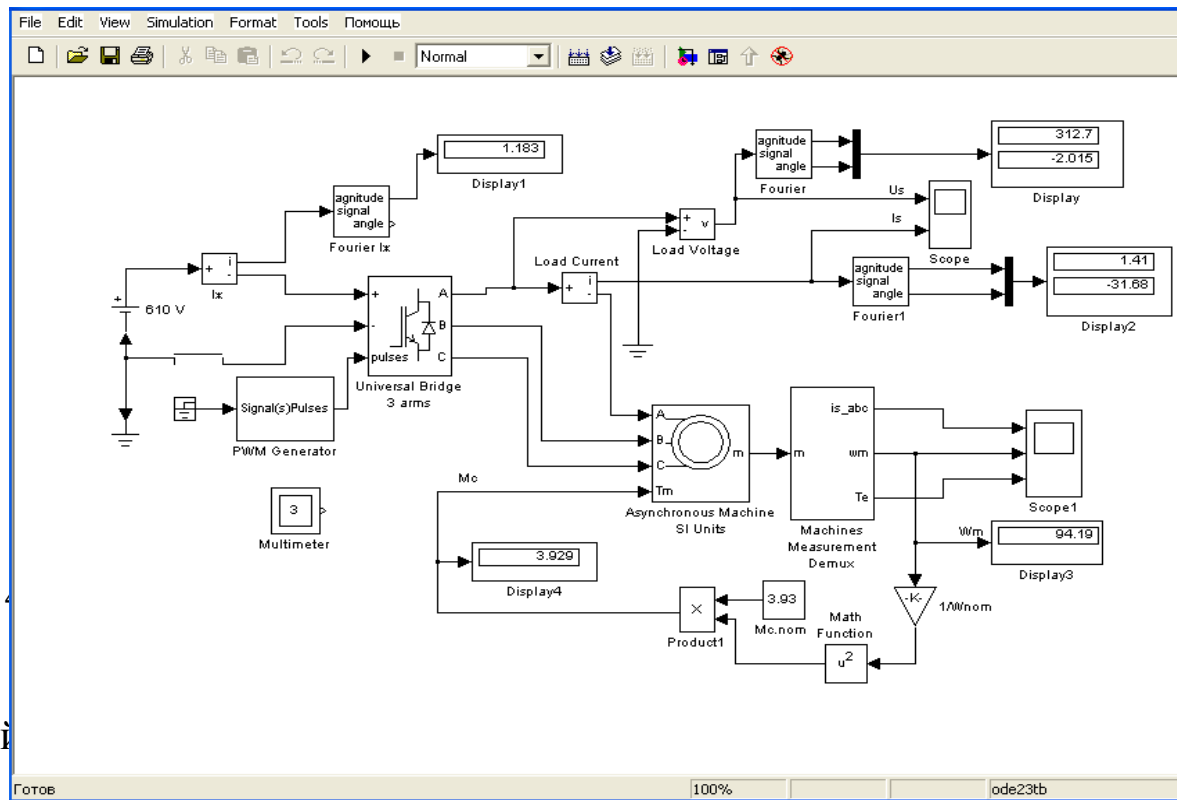 File Edit View Simulation Format Tools Помощь
Normal
1.183
Display1
agnitude
signal
angle
Fourier Iж
+
i
-
Iж
+
610 V
+
-
pulses
A
B
C
Universal Bridge
3 arms
Signal(s)Pulses
PWM Generator
3
Multimeter
agnitude
signal
angle
Fourier
312.7
-2.015
Display
Us
Is
Scope
+
-
v
Load Voltage
Load Current
+
i
-
agnitude
signal
angle
Fourier1
1.41
-31.68
Display2
A
B
C
Tm
m
Asynchronous Machine
SI Units
Mc
m
is_abc
wm
Te
Machines
Measurement
Demux
Scope1
Wm
94.19
Display3
3.929
Display4
×
Product1
3.93
Mc.nom
Math
Function
u²
-K-
1/Wnom
й
Готов
100%
ode23tb